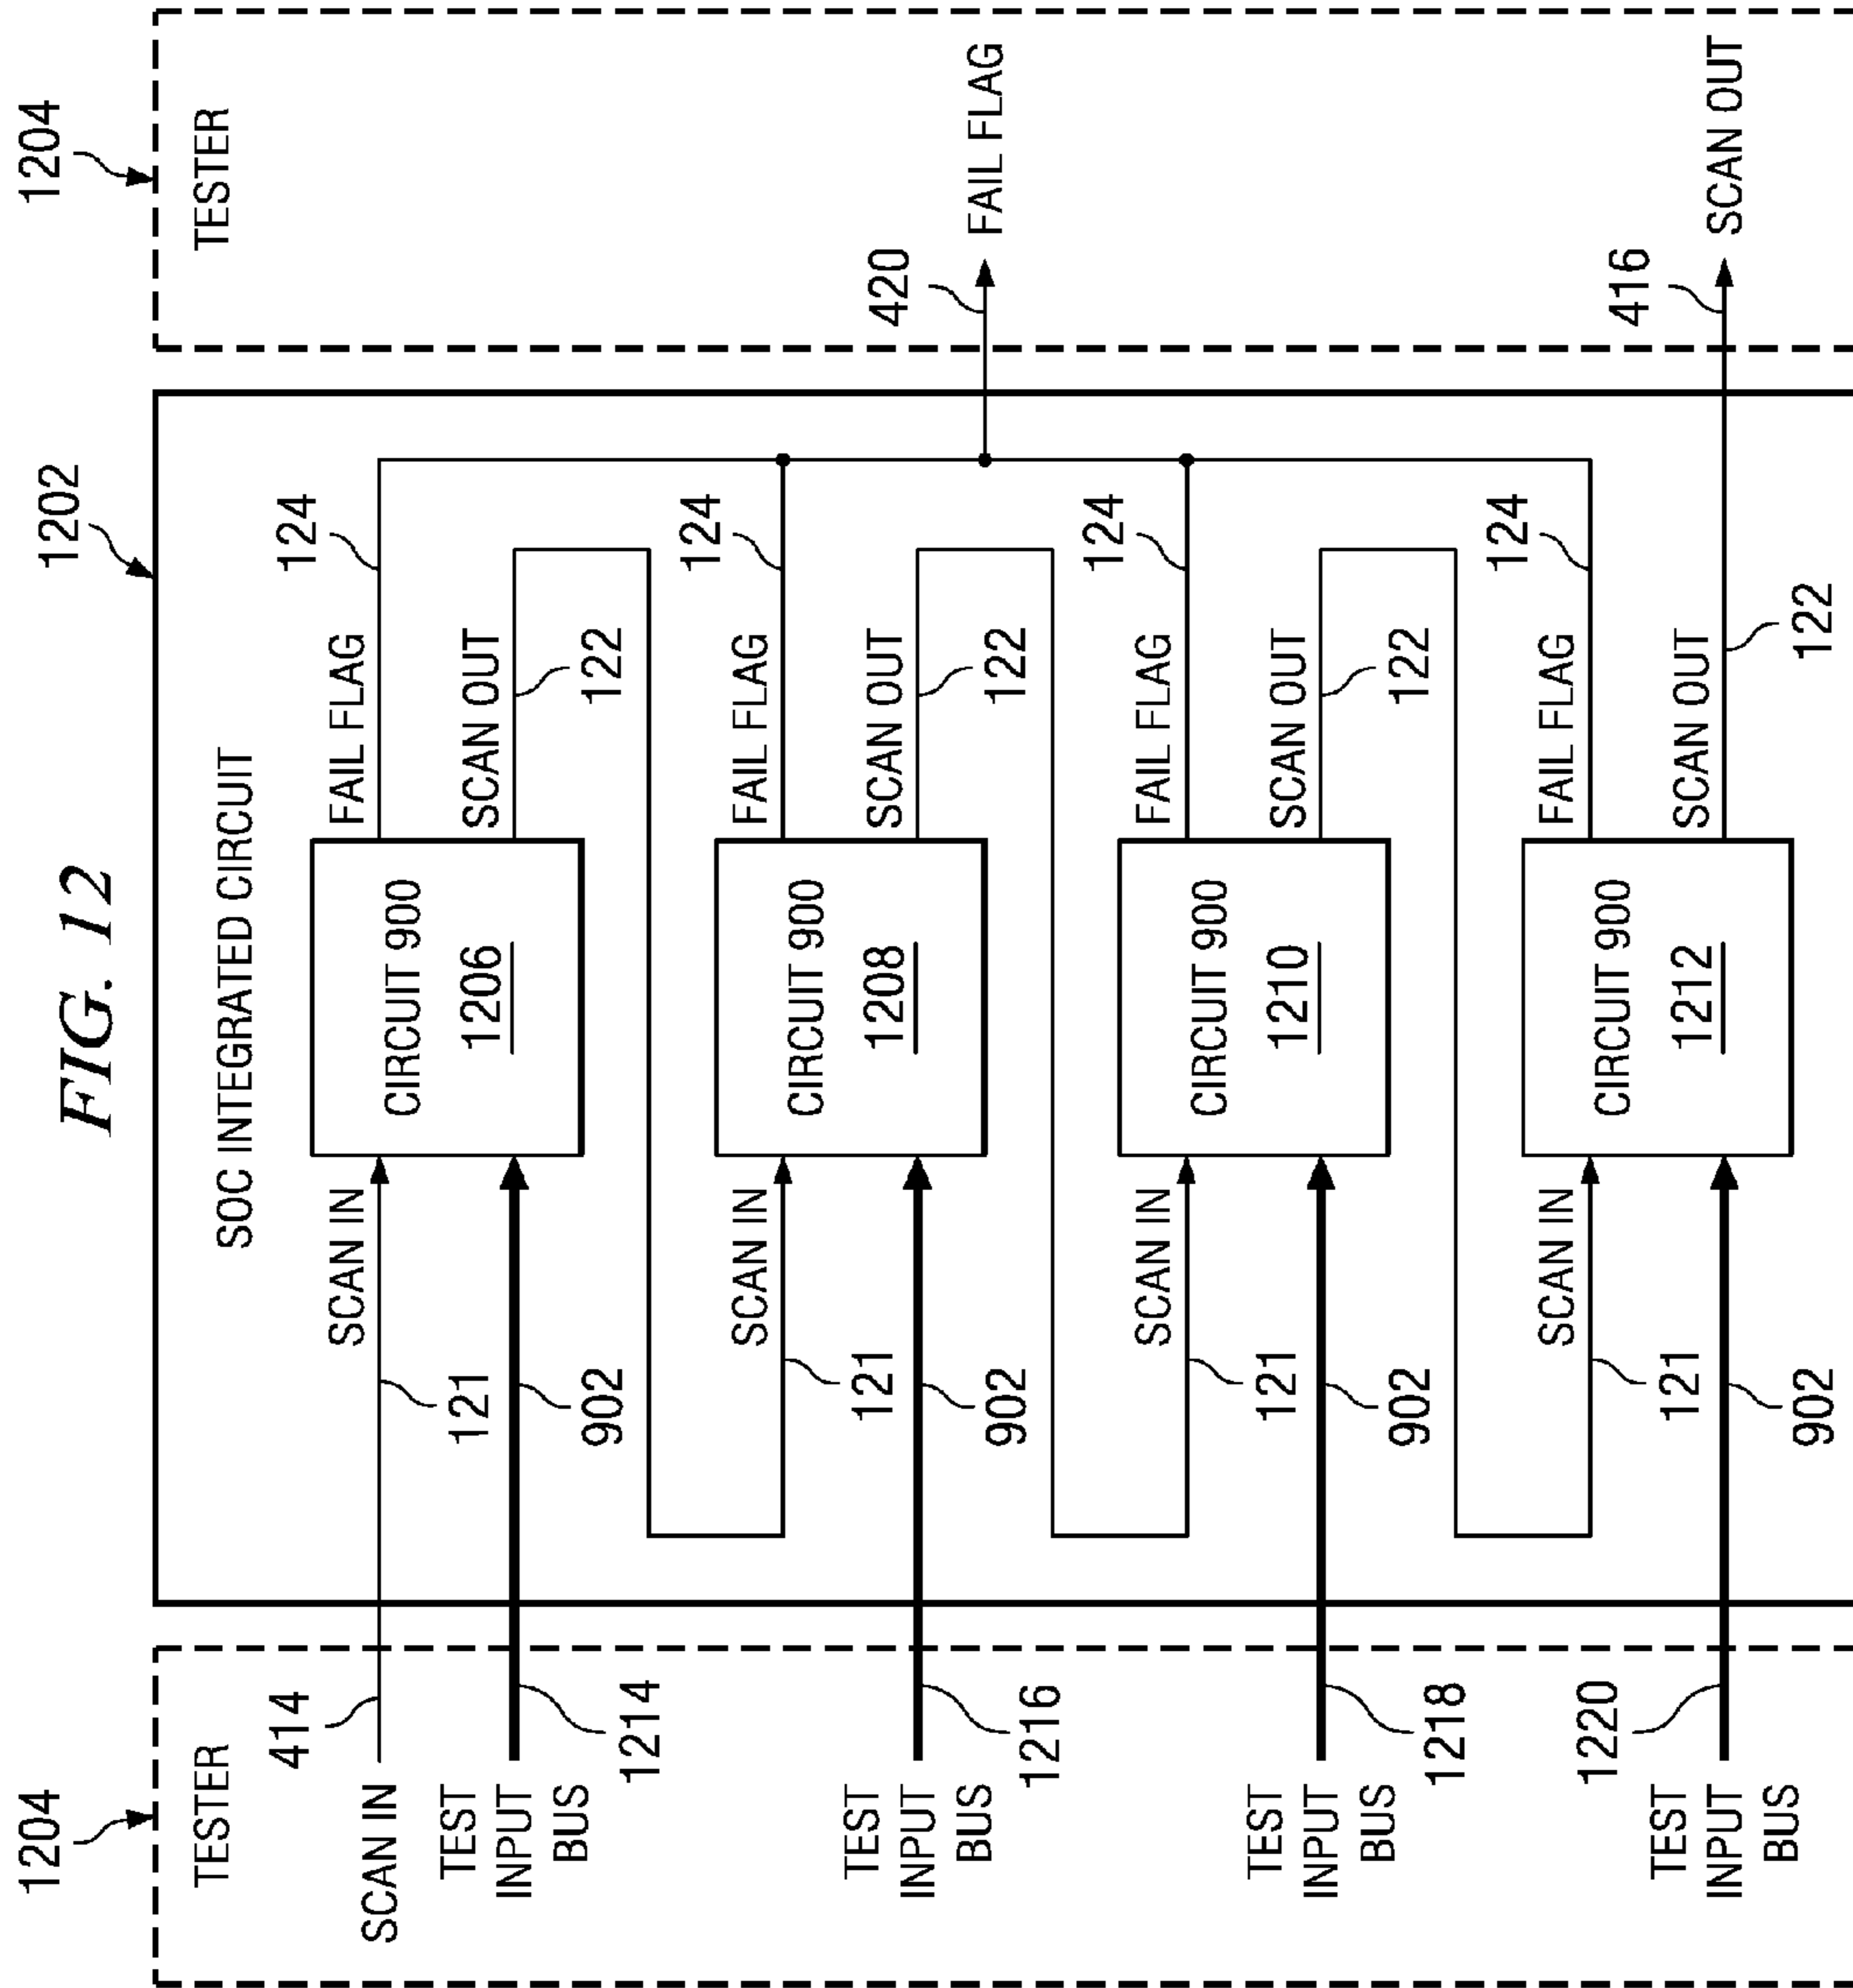 FIG. 12
1204
1202
1204
TESTER
SOC INTEGRATED CIRCUIT
TESTER
414
SCAN IN
121
SCAN IN
CIRCUIT 900
1206
FAIL FLAG
124
TEST
INPUT
BUS
1214
902
SCAN OUT
122
121
SCAN IN
CIRCUIT 900
1208
FAIL FLAG
124
TEST
INPUT
BUS
1216
902
SCAN OUT
122
420
FAIL FLAG
121
SCAN IN
CIRCUIT 900
1210
FAIL FLAG
124
TEST
INPUT
BUS
1218
902
SCAN OUT
122
121
SCAN IN
CIRCUIT 900
1212
FAIL FLAG
124
TEST
INPUT
BUS
1220
902
SCAN OUT
122
416
SCAN OUT